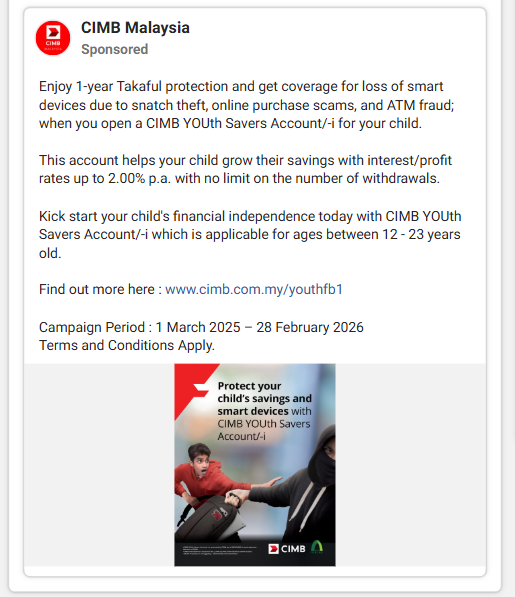 CIMB Malaysia
Sponsored
Enjoy 1-year Takaful protection and get coverage for loss of smart
devices due to snatch theft, online purchase scams, and ATM fraud;
when you open a CIMB YOUth Savers Account/-i for your child.
This account helps your child grow their savings with interest/profit
rates up to 2.00% p.a. with no limit on the number of withdrawals.
Kick start your child's financial independence today with CIMB YOUth
Savers Account/-i which is applicable for ages between 12 - 23 years
old.
Find out more here : www.cimb.com.my/youthfb1
Campaign Period : 1 March 2025 – 28 February 2026
Terms and Conditions Apply.
Protect your
child's savings and
smart devices with
CIMB YOUth Savers
Account/-i
CIMB